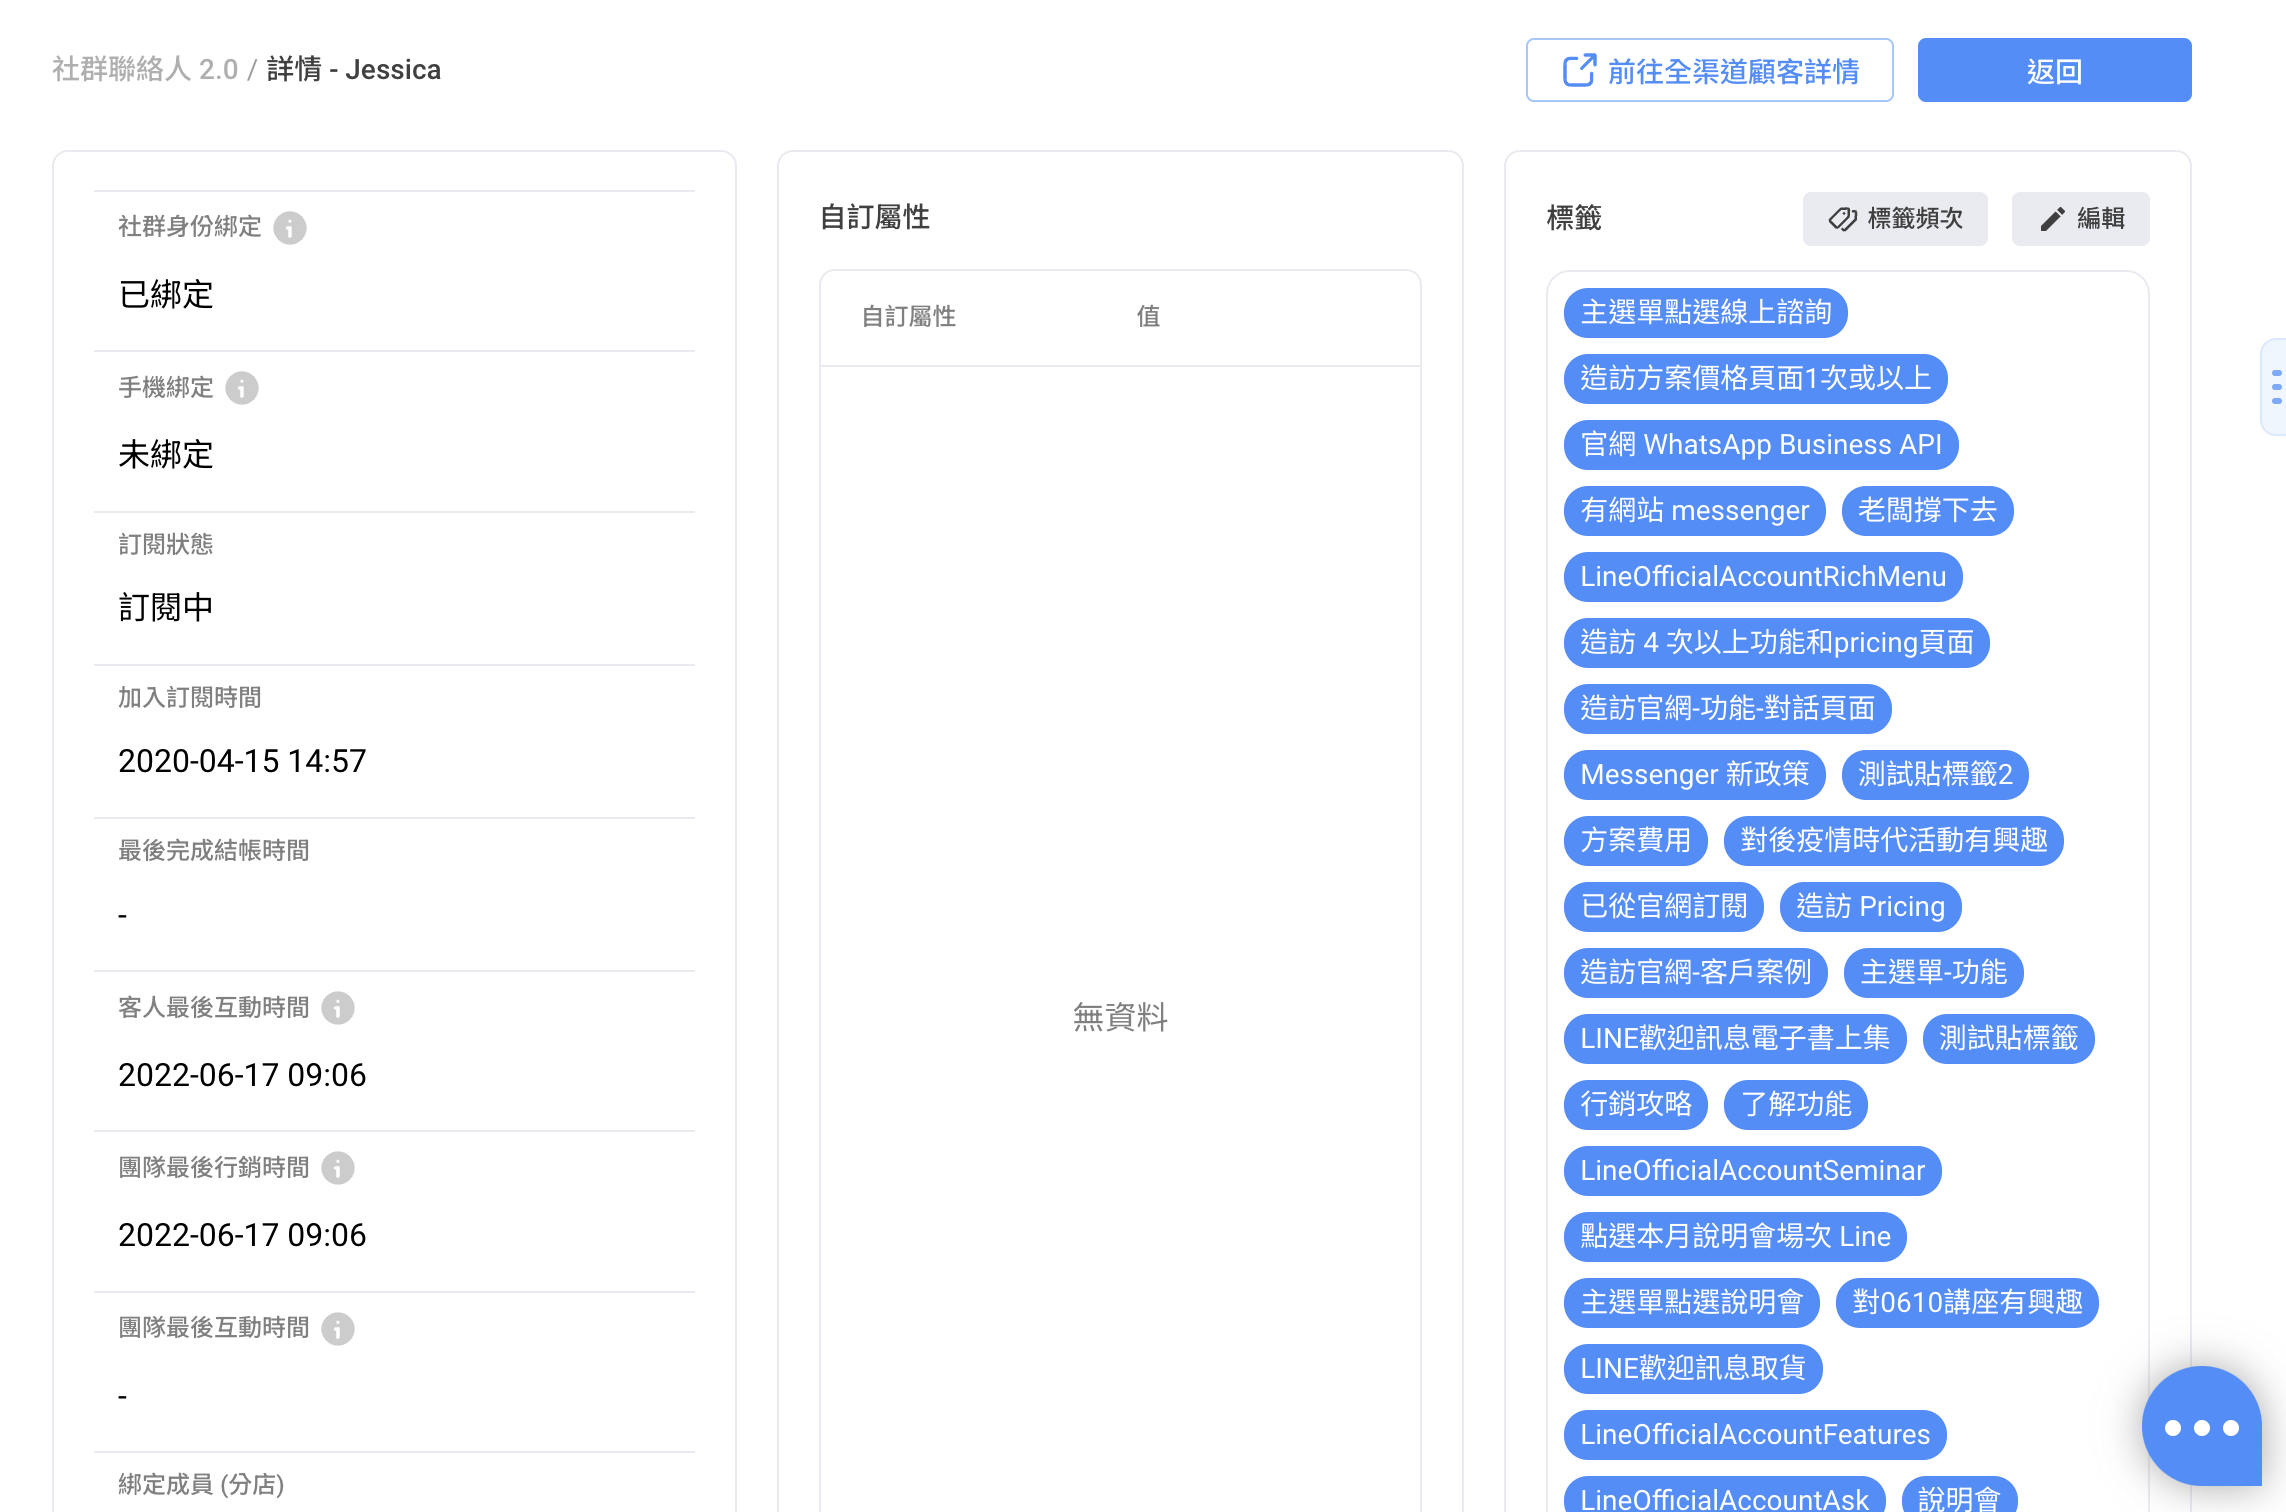 社群聯絡人 2.0 / 詳情 - Jessica
前往全渠道顧客詳情
返回
社群身份綁定
已綁定
手機綁定
未綁定
訂閱狀態
訂閱中
加入訂閱時間
2020-04-15 14:57
最後完成結帳時間
-
客人最後互動時間
2022-06-17 09:06
團隊最後行銷時間
2022-06-17 09:06
團隊最後互動時間
-
綁定成員 (分店)
自訂屬性
自訂屬性 值
無資料
標籤 標籤頻次 編輯
主選單點選線上諮詢
造訪方案價格頁面1次或以上
官網 WhatsApp Business API
有網站 messenger 老闆撐下去
LineOfficialAccountRichMenu
造訪 4 次以上功能和pricing頁面
造訪官網-功能-對話頁面
Messenger 新政策 測試貼標籤2
方案費用 對後疫情時代活動有興趣
已從官網訂閱 造訪 Pricing
造訪官網-客戶案例 主選單-功能
LINE歡迎訊息電子書上集 測試貼標籤
行銷攻略 了解功能
LineOfficialAccountSeminar
點選本月說明會場次 Line
主選單點選說明會 對0610講座有興趣
LINE歡迎訊息取貨
LineOfficialAccountFeatures
LineOfficialAccountAsk 說明會